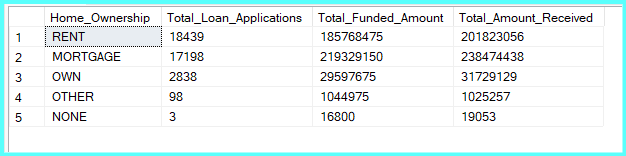 Home_Ownership Total_Loan_Applications Total_Funded_Amount Total_Amount_Received
1 RENT 18439 185768475 201823056
2 MORTGAGE 17198 219329150 238474438
3 OWN 2838 29597675 31729129
4 OTHER 98 1044975 1025257
5 NONE 3 16800 19053